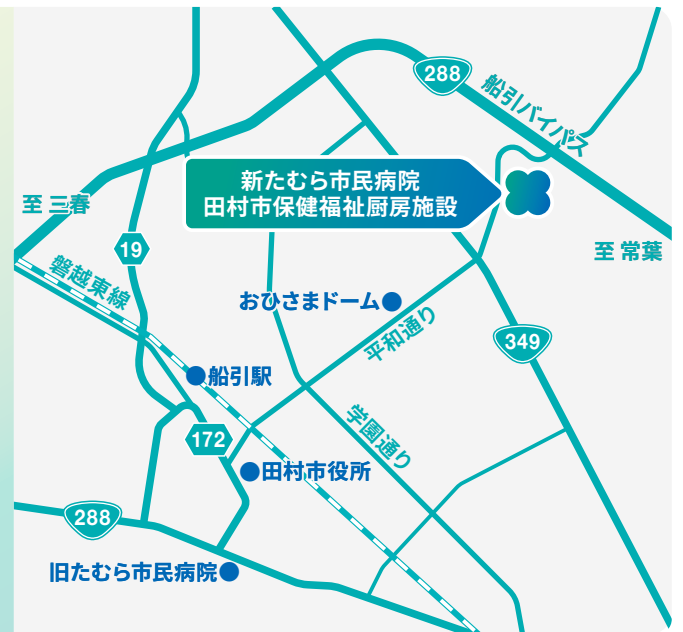 288
船引バイパス
新たむら市民病院
田村市保健福祉厨房施設
至 三春
19
至 常葉
磐越東線
おひさまドーム
平和通り
349
船引駅
学園通り
172
田村市役所
288
旧たむら市民病院